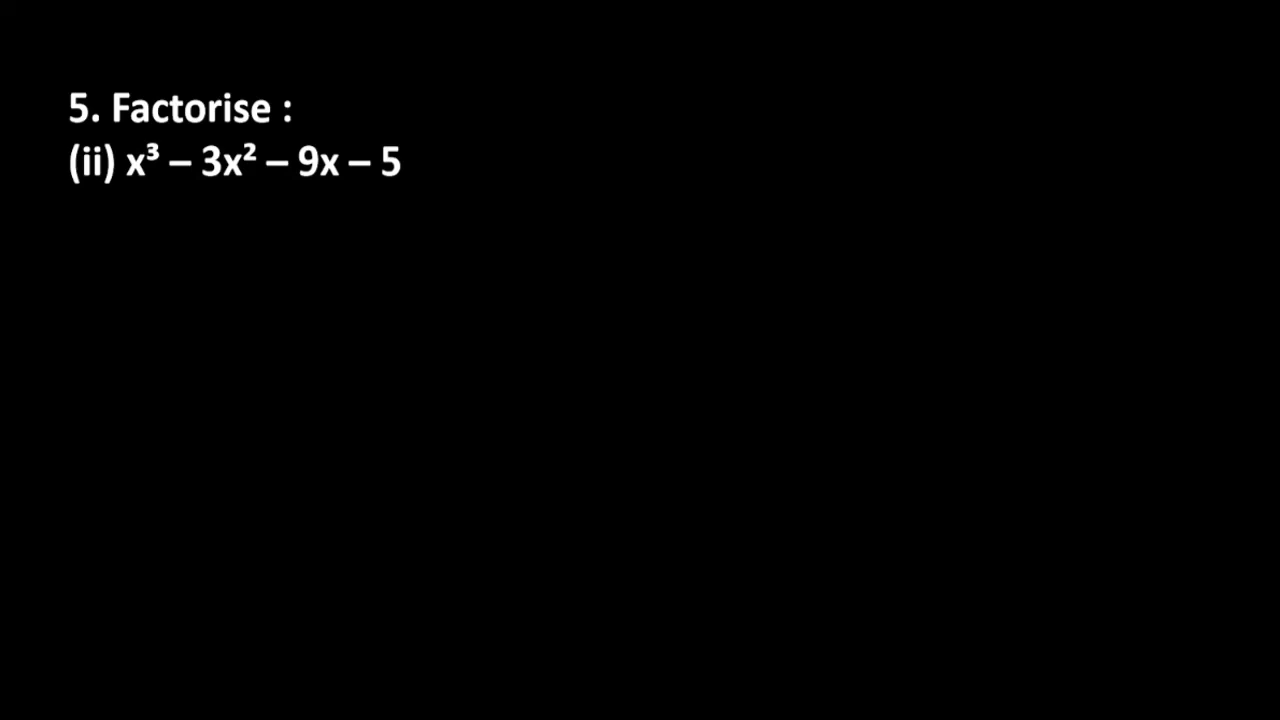 5. Factorise :
(ii) x³ – 3x² – 9x – 5